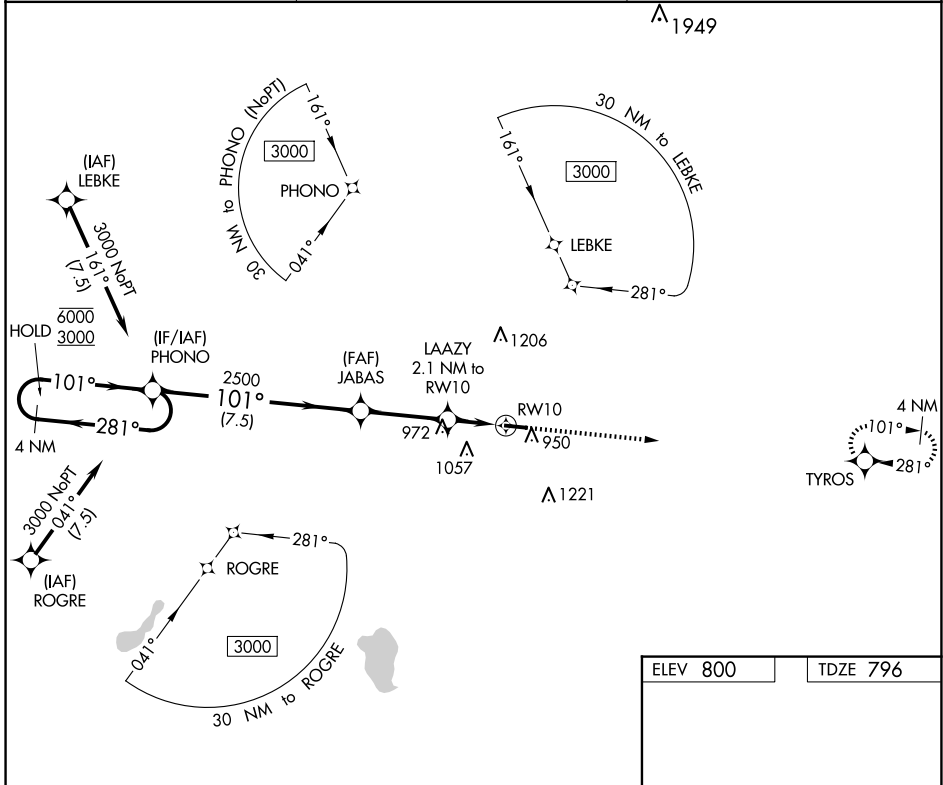 1949
30 NM to PHONO (NoPT)
161°
3000
PHONO
041°
30 NM to LEBKE
161°
3000
LEBKE
281°
(IAF)
LEBKE
3000 NoPT
161°
(7.5)
HOLD
6000
3000
(IF/IAF)
PHONO
101°
281°
4 NM
2500
101°
(7.5)
(FAF)
JABAS
LAAZY
2.1 NM to
RW10
1206
RW10
972
950
1057
1221
4 NM
101°
281°
TYROS
3000 NoPT
041°
(7.5)
(IAF)
ROGRE
281°
ROGRE
041°
3000
30 NM to ROGRE
ELEV 800
TDZE 796